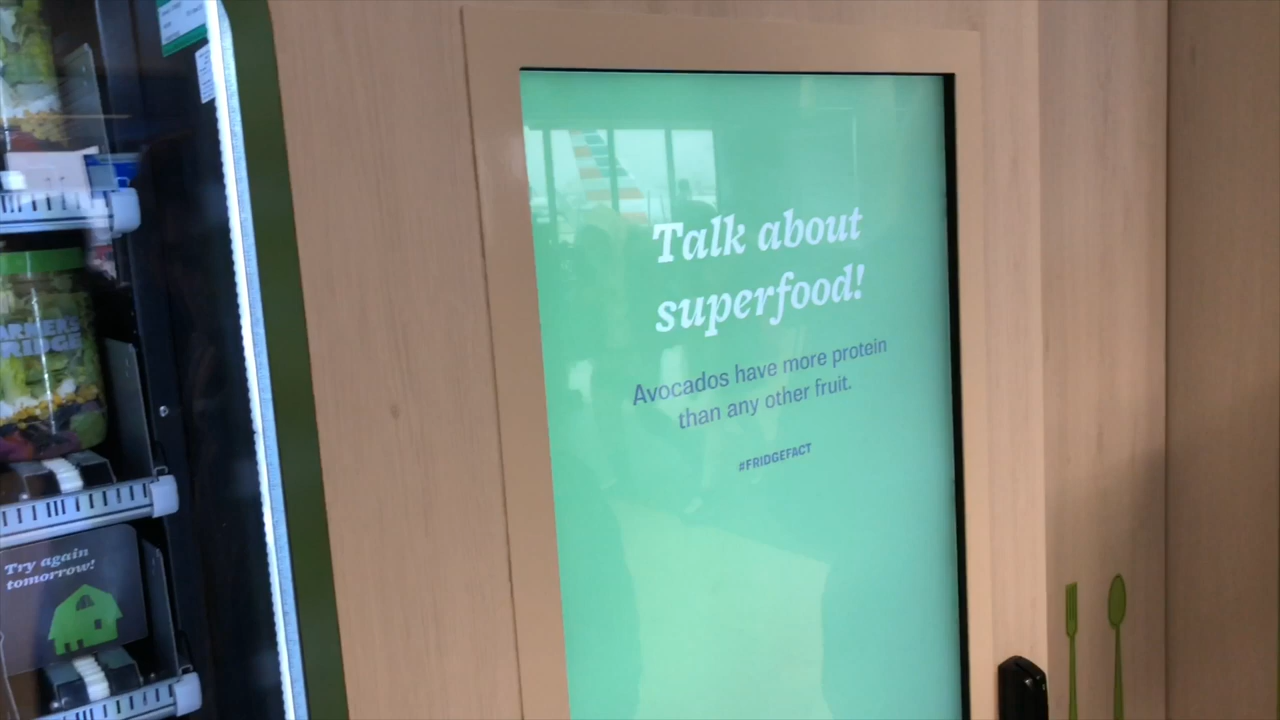 Talk about
superfood!
Avocados have more protein
than any other fruit.
#FRIDGEFACT
Try again
tomorrow!